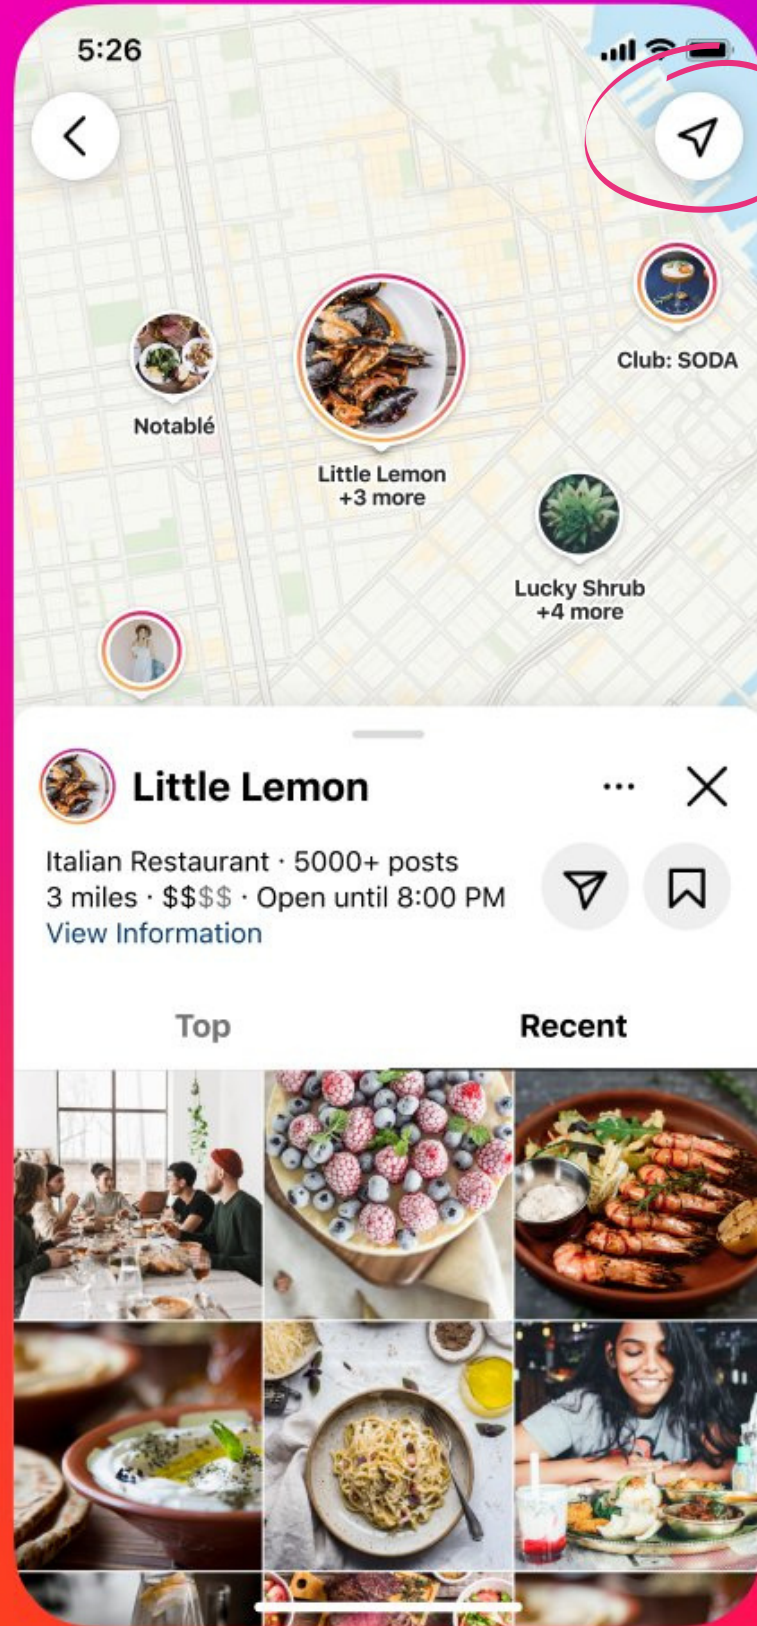 5:26
Club: SODA
Notablé
Little Lemon
+3 more
Lucky Shrub
+4 more
Little Lemon
Italian Restaurant · 5000+ posts
3 miles · $$$$ · Open until 8:00 PM
View Information
Top
Recent